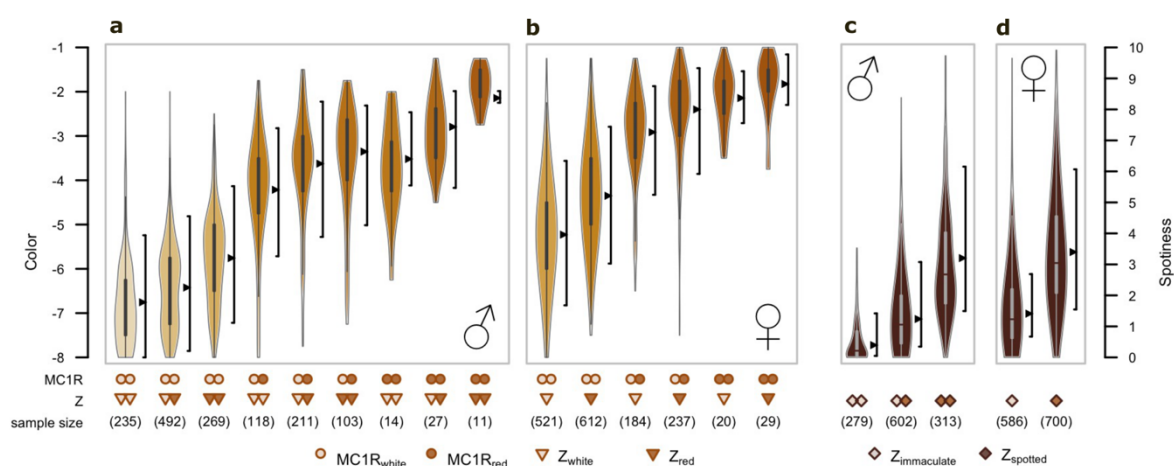 a b c d
-1 10
-2 9
8
-3 7
6
-4 5
-5 4
3
-6 2
-7 1
-8 0
Color
Spotiness
♂ ♀ ♂ ♀
MC1R
Z
sample size (235) (492) (269) (118) (211) (103) (14) (27) (11) (521) (612) (184) (237) (20) (29) (279) (602) (313) (586) (700)
MC1Rwhite MC1Rred Zwhite Zred Zimmaculate Zspotted